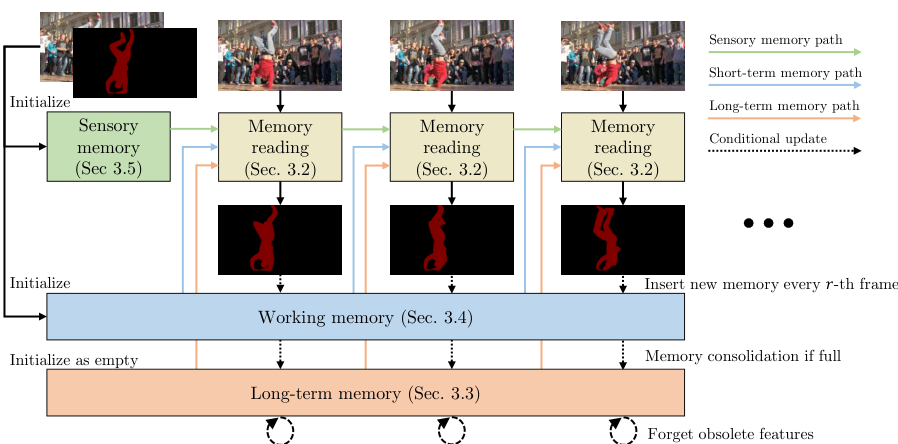 Initialize
Sensory
memory
(Sec 3.5)
Memory
reading
(Sec. 3.2)
Memory
reading
(Sec. 3.2)
Memory
reading
(Sec. 3.2)
Sensory memory path
Short-term memory path
Long-term memory path
Conditional update
Initialize
Insert new memory every r-th frame
Working memory (Sec. 3.4)
Initialize as empty
Memory consolidation if full
Long-term memory (Sec. 3.3)
Forget obsolete features